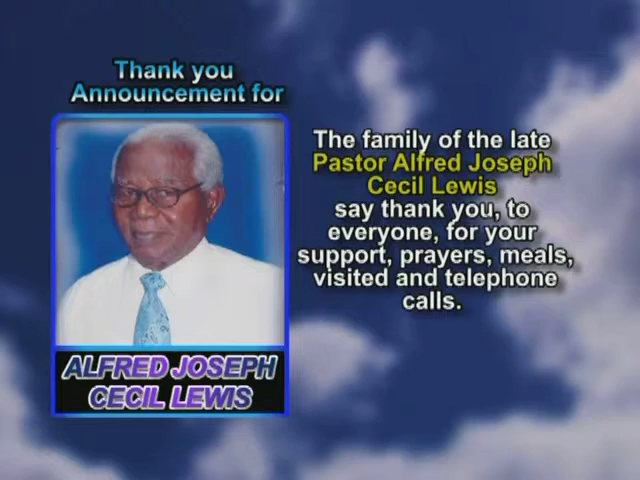 Thank you
Announcement for
ALFRED JOSEPH
CECIL LEWIS
The family of the late
Pastor Alfred Joseph
Cecil Lewis
say thank you, to
everyone, for your
support, prayers, meals,
visited and telephone
calls.